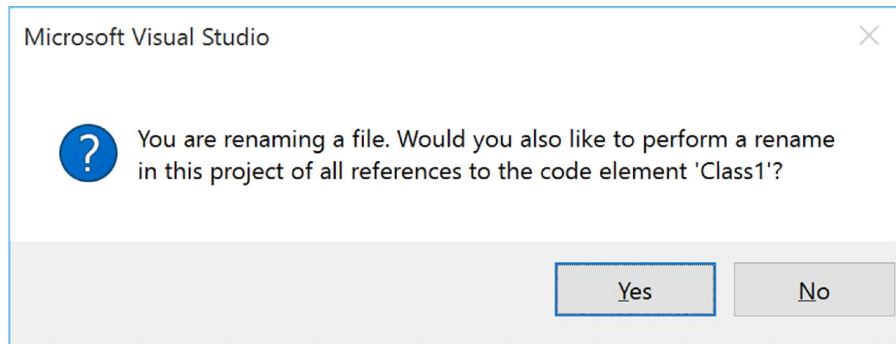 Microsoft Visual Studio
?
You are renaming a file. Would you also like to perform a rename
in this project of all references to the code element 'Class1'?
Yes
No